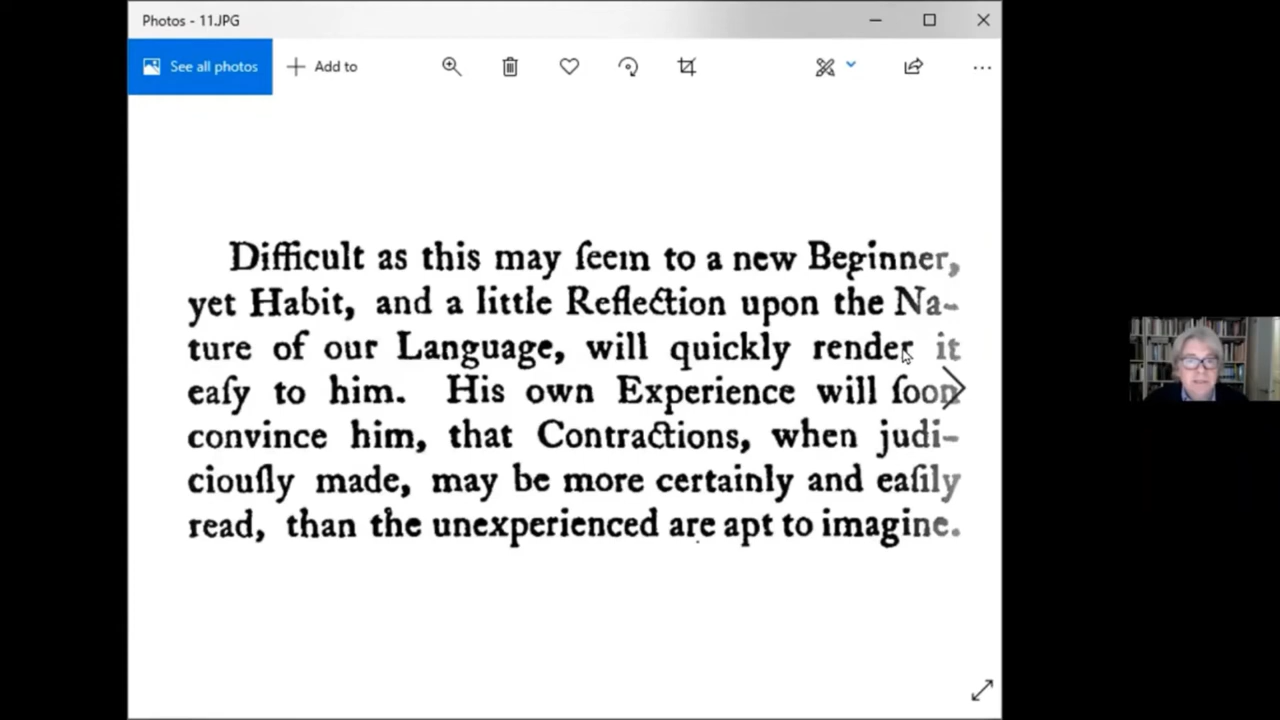 Photos - 11.JPG
See all photos
Add to
Difficult as this may ſeem to a new Beginner,
yet Habit, and a little Reflection upon the Na-
ture of our Language, will quickly render it
eaſy to him. His own Experience will ſoon
convince him, that Contractions, when judi-
ciouſly made, may be more certainly and eaſily
read, than the unexperienced are apt to imagine.